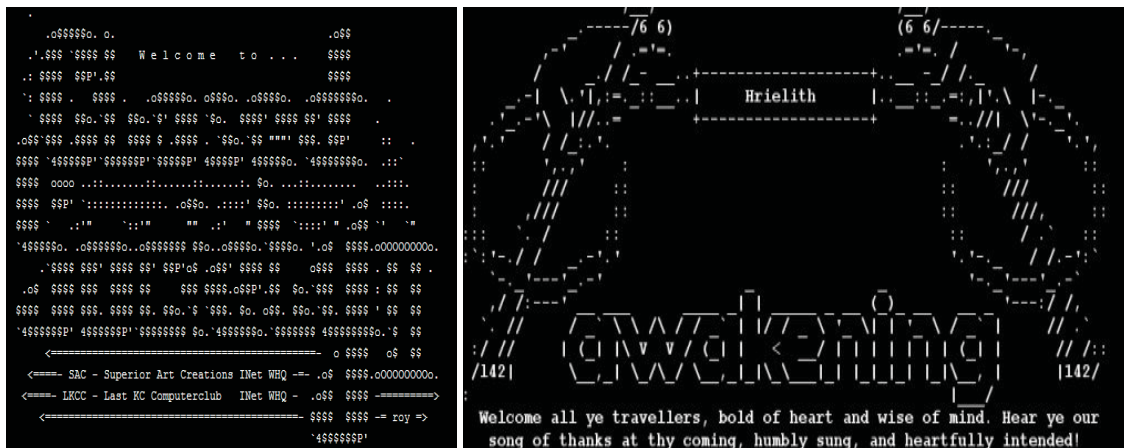 W e l c o m e   t o . . .
SAC - Superior Art Creations INet WHQ
LKCC - Last KC Computerclub INet WHQ
roy
Hrielith
awakening
/142|
|142/
Welcome all ye travellers, bold of heart and wise of mind. Hear ye our
song of thanks at thy coming, humbly sung, and heartfully intended!